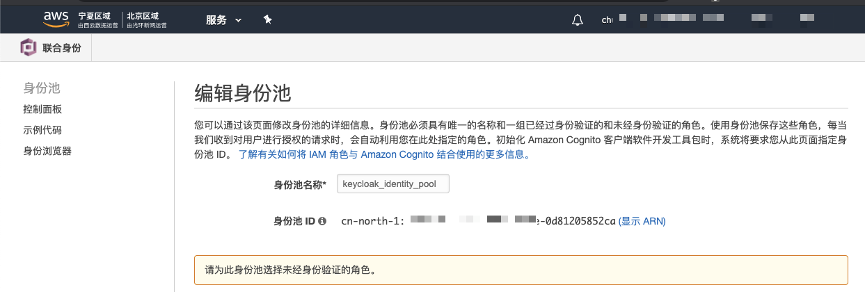 aws 宁夏区域 北京区域 服务
由西云数据运营 由光环新网运营
联合身份
身份池
控制面板
示例代码
身份浏览器
编辑身份池
您可以通过该页面修改身份池的详细信息。身份池必须具有唯一的名称和一组已经过身份验证的和未经身份验证的角色。使用身份池保存这些角色，每当
我们收到对用户进行授权的请求时，会自动利用您在此处指定的角色。初始化 Amazon Cognito 客户端软件开发工具包时，系统将要求您从此页面指定身
份池 ID。 了解有关如何将 IAM 角色与 Amazon Cognito 结合使用的更多信息。
身份池名称* keycloak_identity_pool
身份池 ID cn-north-1: e-0d81205852ca (显示 ARN)
请为此身份池选择未经身份验证的角色。